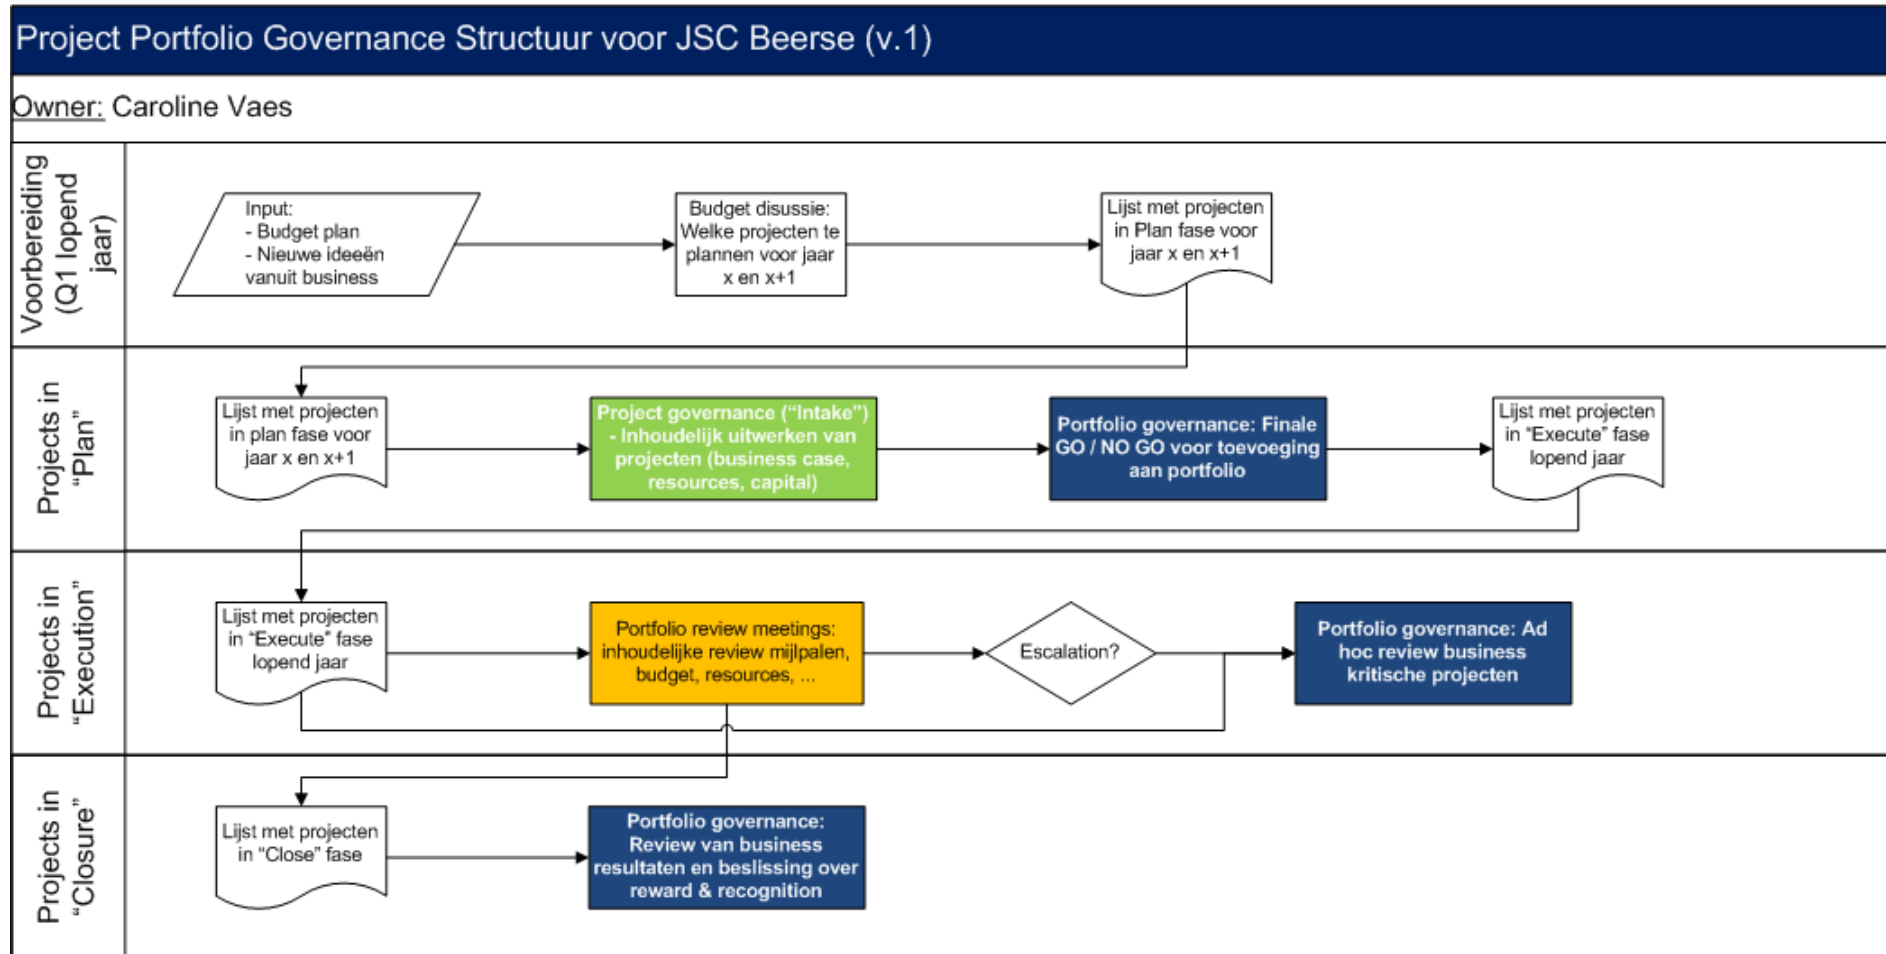 Project Portfolio Governance Structuur voor JSC Beerse (v.1)
Owner: Caroline Vaes
Voorbereiding
(Q1 lopend
jaar)
Input:
- Budget plan
- Nieuwe ideeën
vanuit business
Budget disussie:
Welke projecten te
plannen voor jaar
x en x+1
Lijst met projecten
in Plan fase voor
jaar x en x+1
Projects in
“Plan”
Lijst met projecten
in plan fase voor
jaar x en x+1
Project governance (“Intake”)
- Inhoudelijk uitwerken van
projecten (business case,
resources, capital)
Portfolio governance: Finale
GO / NO GO voor toevoeging
aan portfolio
Lijst met projecten
in “Execute” fase
lopend jaar
Projects in
“Execution”
Lijst met projecten
in “Execute” fase
lopend jaar
Portfolio review meetings:
inhoudelijke review mijlpalen,
budget, resources, ...
Escalation?
Portfolio governance: Ad
hoc review business
kritische projecten
Projects in
“Closure”
Lijst met projecten
in “Close” fase
Portfolio governance:
Review van business
resultaten en beslissing over
reward & recognition